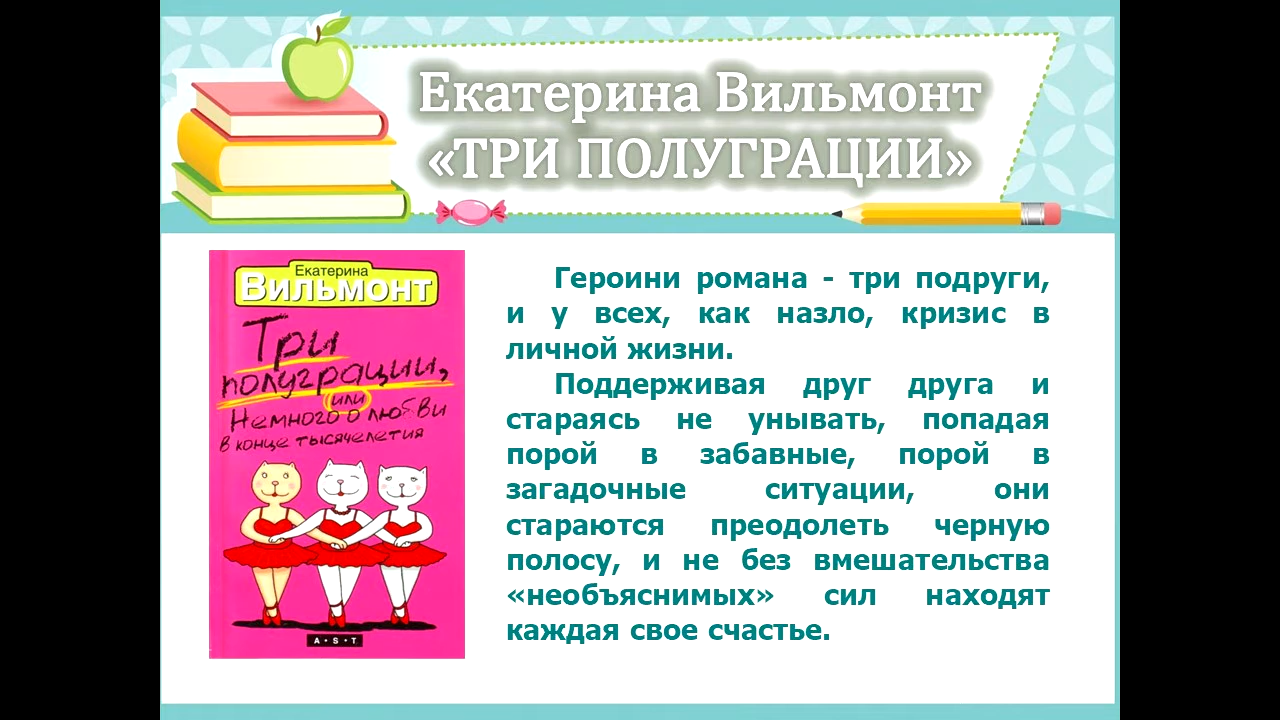 Екатерина Вильмонт
«ТРИ ПОЛУГРАЦИИ»
Екатерина
Вильмонт
Три
полуграции,
или
Немного о любви
в конце тысячелетия
A·S·T
Героини романа - три подруги,
и у всех, как назло, кризис в
личной жизни.
Поддерживая друг друга и
стараясь не унывать, попадая
порой в забавные, порой в
загадочные ситуации, они
стараются преодолеть черную
полосу, и не без вмешательства
«необъяснимых» сил находят
каждая свое счастье.